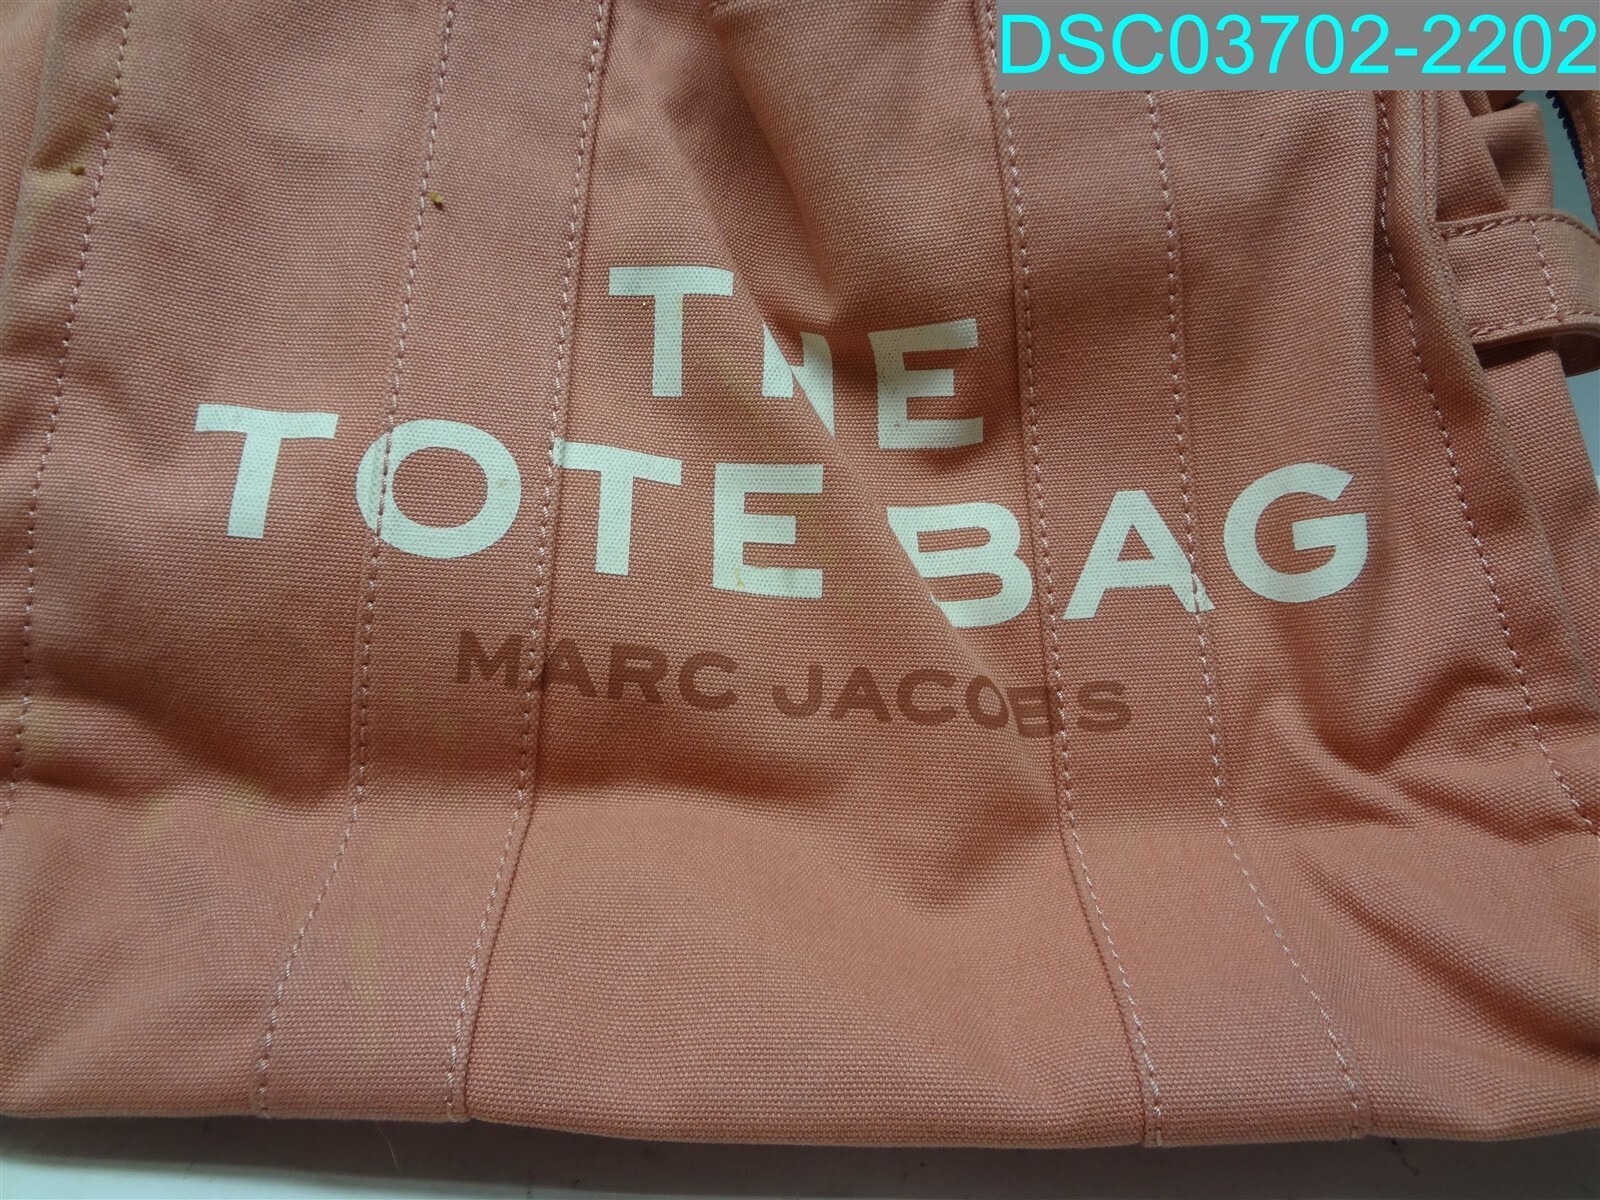 DSC03702-2202
THE
TOTE BAG
MARC JACOBS